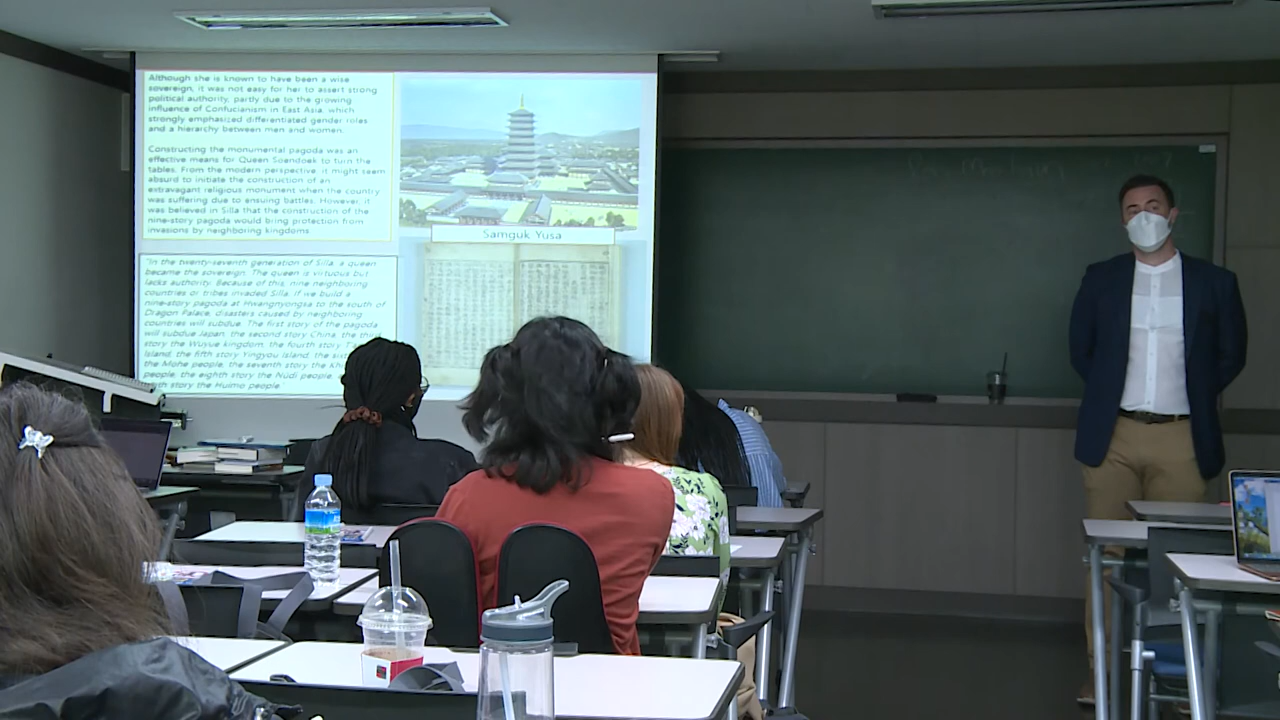 Although she is known to have been a wise
sovereign, it was not easy for her to assert strong
political authority, partly due to the growing
influence of Confucianism in East Asia, which
strongly emphasized differentiated gender roles
and a hierarchy between men and women.
Constructing the monumental pagoda was an
effective means for Queen Seondeok to turn the
tables. From the modern perspective, it might seem
absurd to initiate the construction of an
extravagant religious monument when the country
was suffering due to ensuing battles. However, it
was believed in Silla that the construction of the
nine-story pagoda would bring protection from
invasions by neighboring kingdoms
Samguk Yusa
"In the twenty-seventh generation of Silla, a queen
became the sovereign. The queen is virtuous but
lacks authority. Because of this, nine neighboring
countries or tribes invaded Silla. If we build a
nine-story pagoda at Hwangnyongsa to the south of
Dragon Palace, disasters caused by neighboring
countries will subdue. The first story of the pagoda
will subdue Japan, the second story China, the third
story the Wuyue kingdom, the fourth story
Island, the fifth story Yingyou Island, the
the Mohe people, the seventh story the
people, the eighth story the Nüdi people,
story the Huimo people."